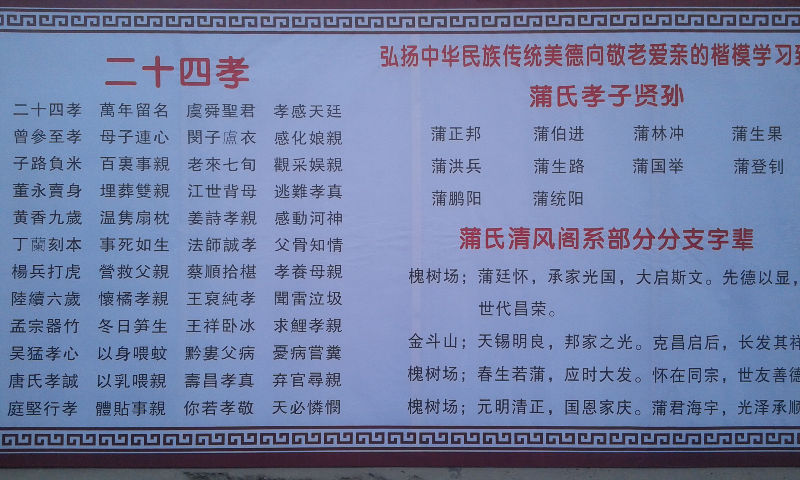 二十四孝
二十四孝 萬年留名 虞舜聖君 孝感天廷
曾參至孝 母子連心 閔子盧衣 感化娘親
子路負米 百裏事親 老來七旬 觀采娛親
董永賣身 埋葬雙親 江世背母 逃難孝真
黄香九歲 温隽扇枕 姜詩孝親 感動河神
丁蘭刻本 事死如生 法師誠孝 父骨知情
楊兵打虎 營救父親 蔡順拾椹 孝養母親
陸續六歲 懷橘孝親 王裒純孝 聞雷泣圾
孟宗器竹 冬日笋生 王祥卧冰 求鲤孝親
吴猛孝心 以身喂蚊 黔婁父病 憂病嘗糞
唐氏孝誠 以乳喂親 壽昌孝真 弃官尋親
庭堅行孝 體貼事親 你若孝敬 天必憐憫
弘扬中华民族传统美德向敬老爱亲的楷模学习致
蒲氏孝子贤孙
蒲正邦 蒲伯进 蒲林冲 蒲生果
蒲洪兵 蒲生路 蒲国举 蒲登钊
蒲鹏阳 蒲统阳
蒲氏清风阁系部分分支字辈
槐树场；蒲廷怀，承家光国，大启斯文。先德以显，
世代昌荣。
金斗山；天锡明良，邦家之光。克昌启后，长发其祥
槐树场；春生若蒲，应时大发。怀在同宗，世友善德
槐树场；元明清正，国恩家庆。蒲君海宇，光泽承顺